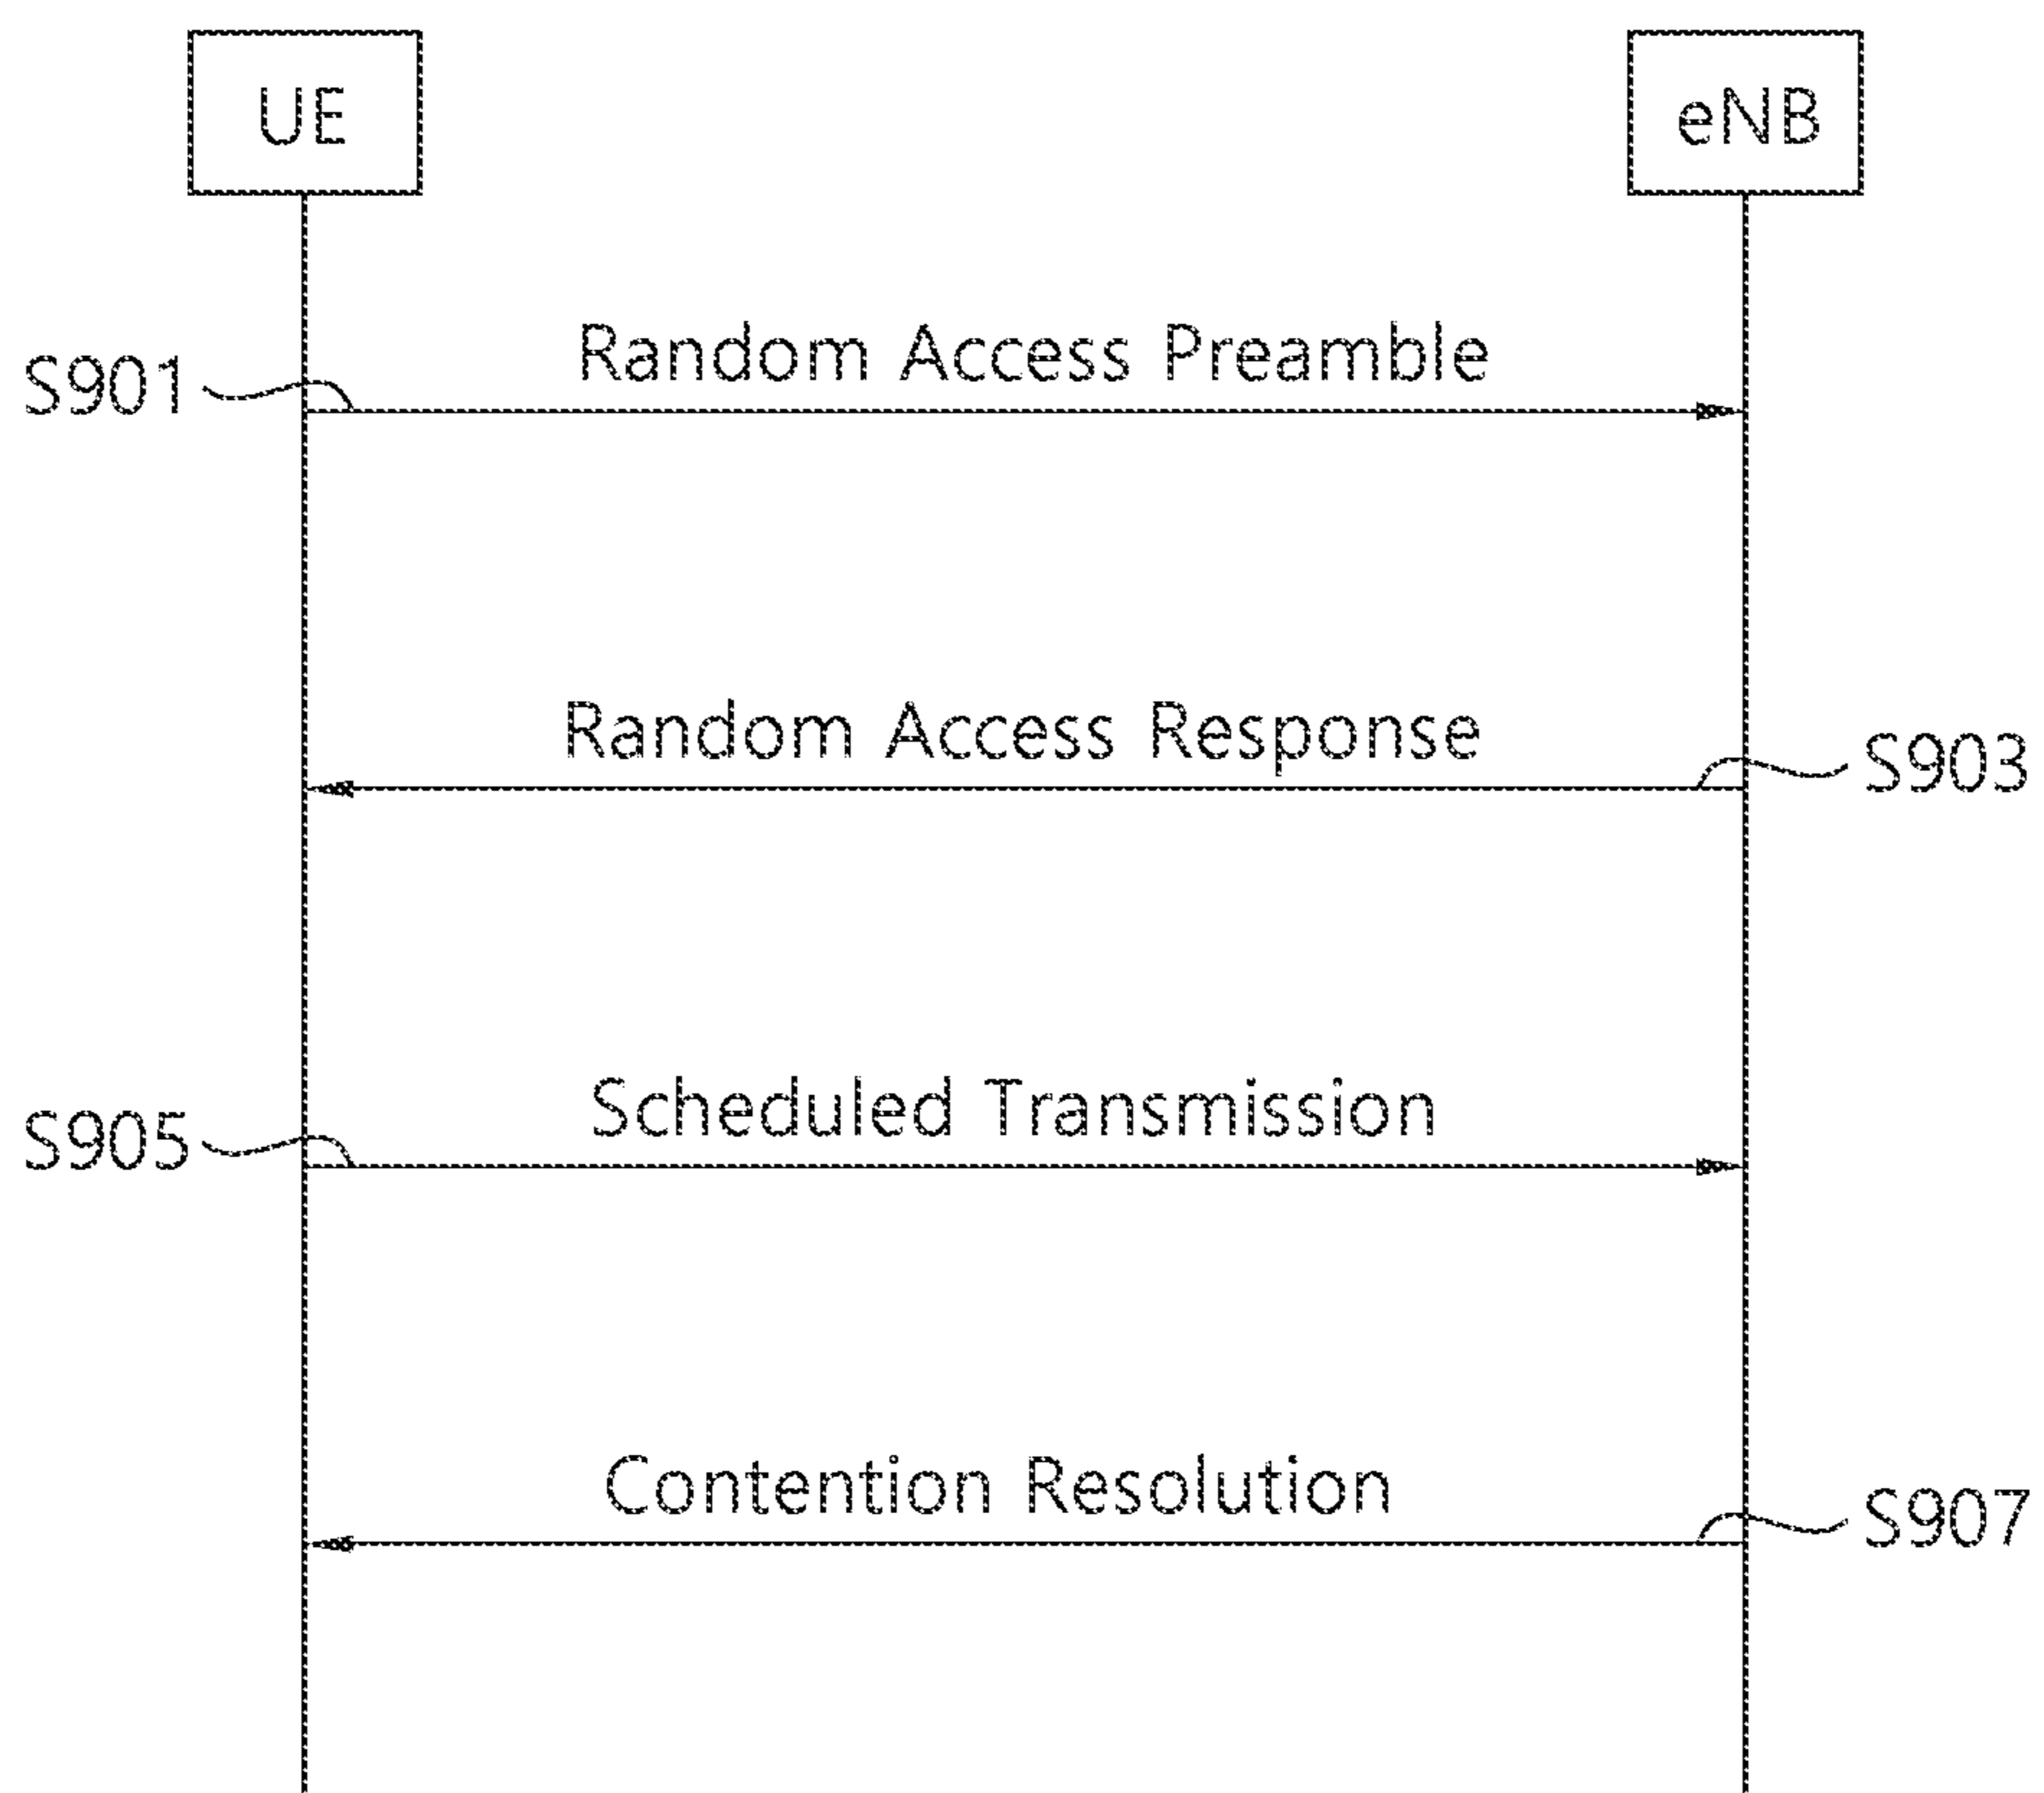 UE
eNB
Random Access Preamble
S901
Random Access Response
S903
Scheduled Transmission
S905
Contention Resolution
S907